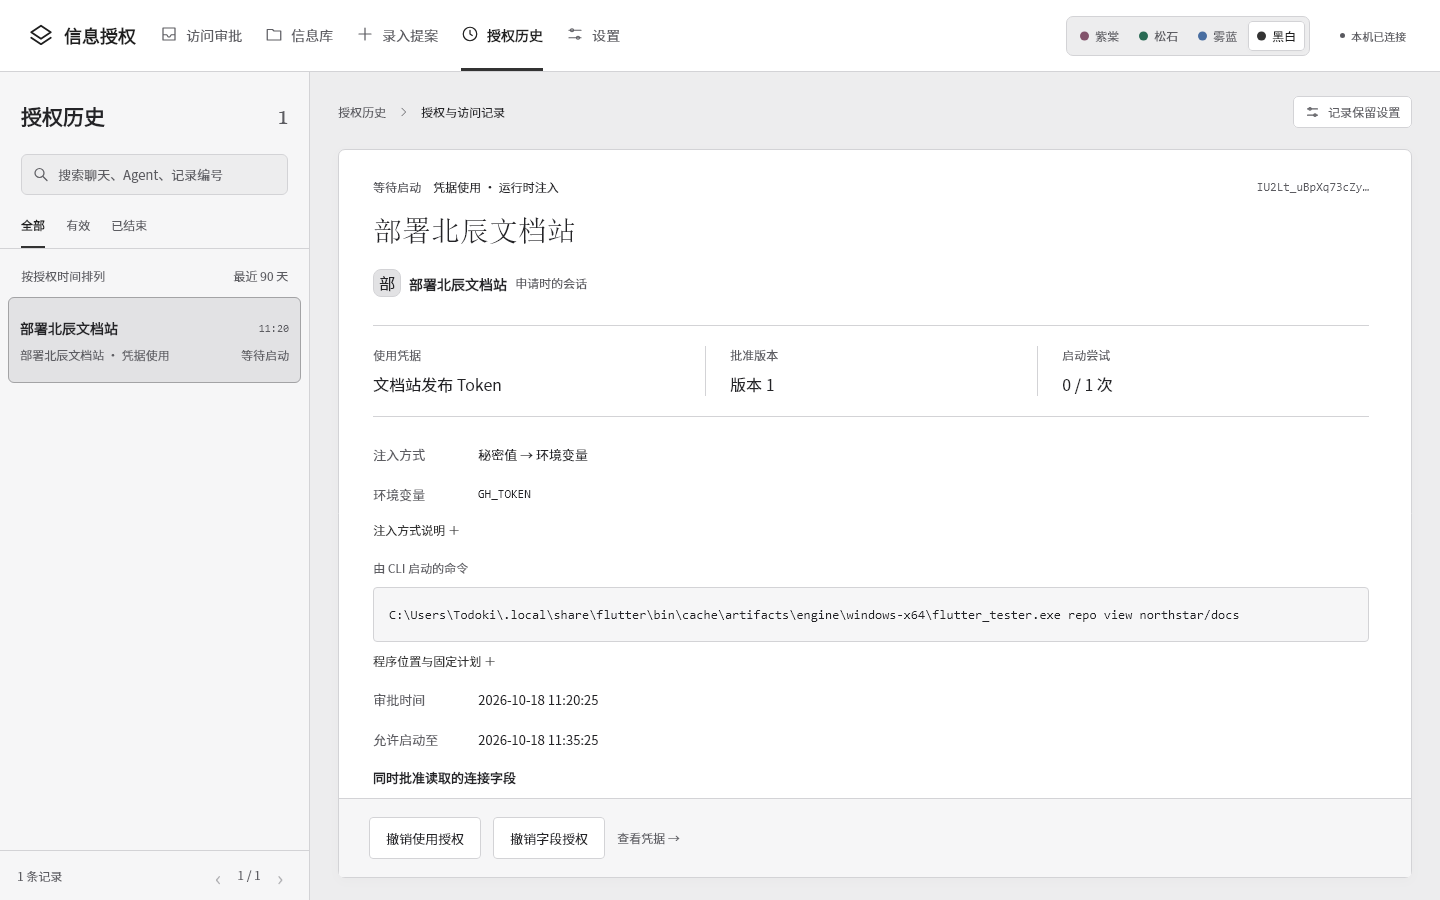 信息授权
访问审批
信息库
录入提案
授权历史
设置
紫棠
松石
雾蓝
黑白
本机已连接
授权历史
1
搜索聊天、Agent、记录编号
全部
有效
已结束
按授权时间排列
最近 90 天
部署北辰文档站
11:20
部署北辰文档站 · 凭据使用
等待启动
1 条记录
1 / 1
授权历史
授权与访问记录
记录保留设置
等待启动 凭据使用 · 运行时注入
IU2Lt_uBpXq73cZy…
部署北辰文档站
部 部署北辰文档站 申请时的会话
使用凭据
文档站发布 Token
批准版本
版本 1
启动尝试
0 / 1 次
注入方式 秘密值 → 环境变量
环境变量 GH_TOKEN
注入方式说明 +
由 CLI 启动的命令
C:\Users\Todoki\.local\share\flutter\bin\cache\artifacts\engine\windows-x64\flutter_tester.exe repo view northstar/docs
程序位置与固定计划 +
审批时间 2026-10-18 11:20:25
允许启动至 2026-10-18 11:35:25
同时批准读取的连接字段
撤销使用授权
撤销字段授权
查看凭据 →